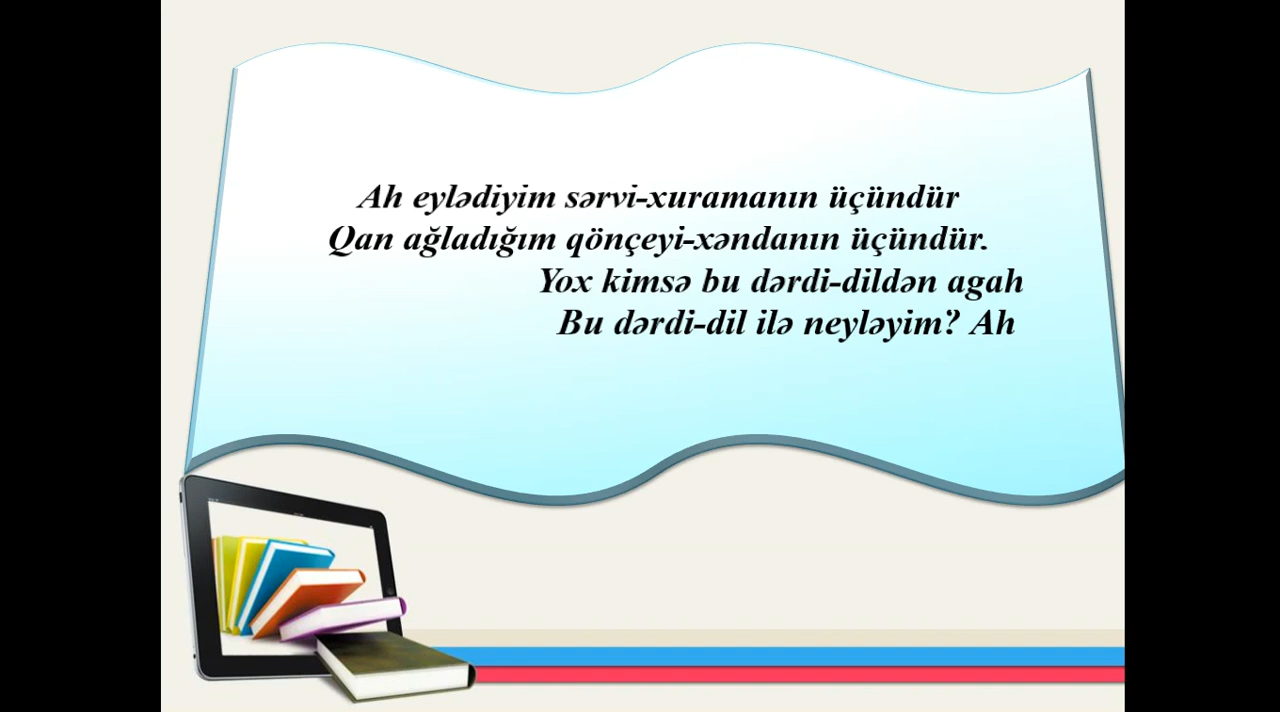 Ah eylədiyim sərvi-xuramanın üçündür
Qan ağladığım qönçeyi-xəndanın üçündür.
Yox kimsə bu dərdi-dildən agah
Bu dərdi-dil ilə neyləyim? Ah